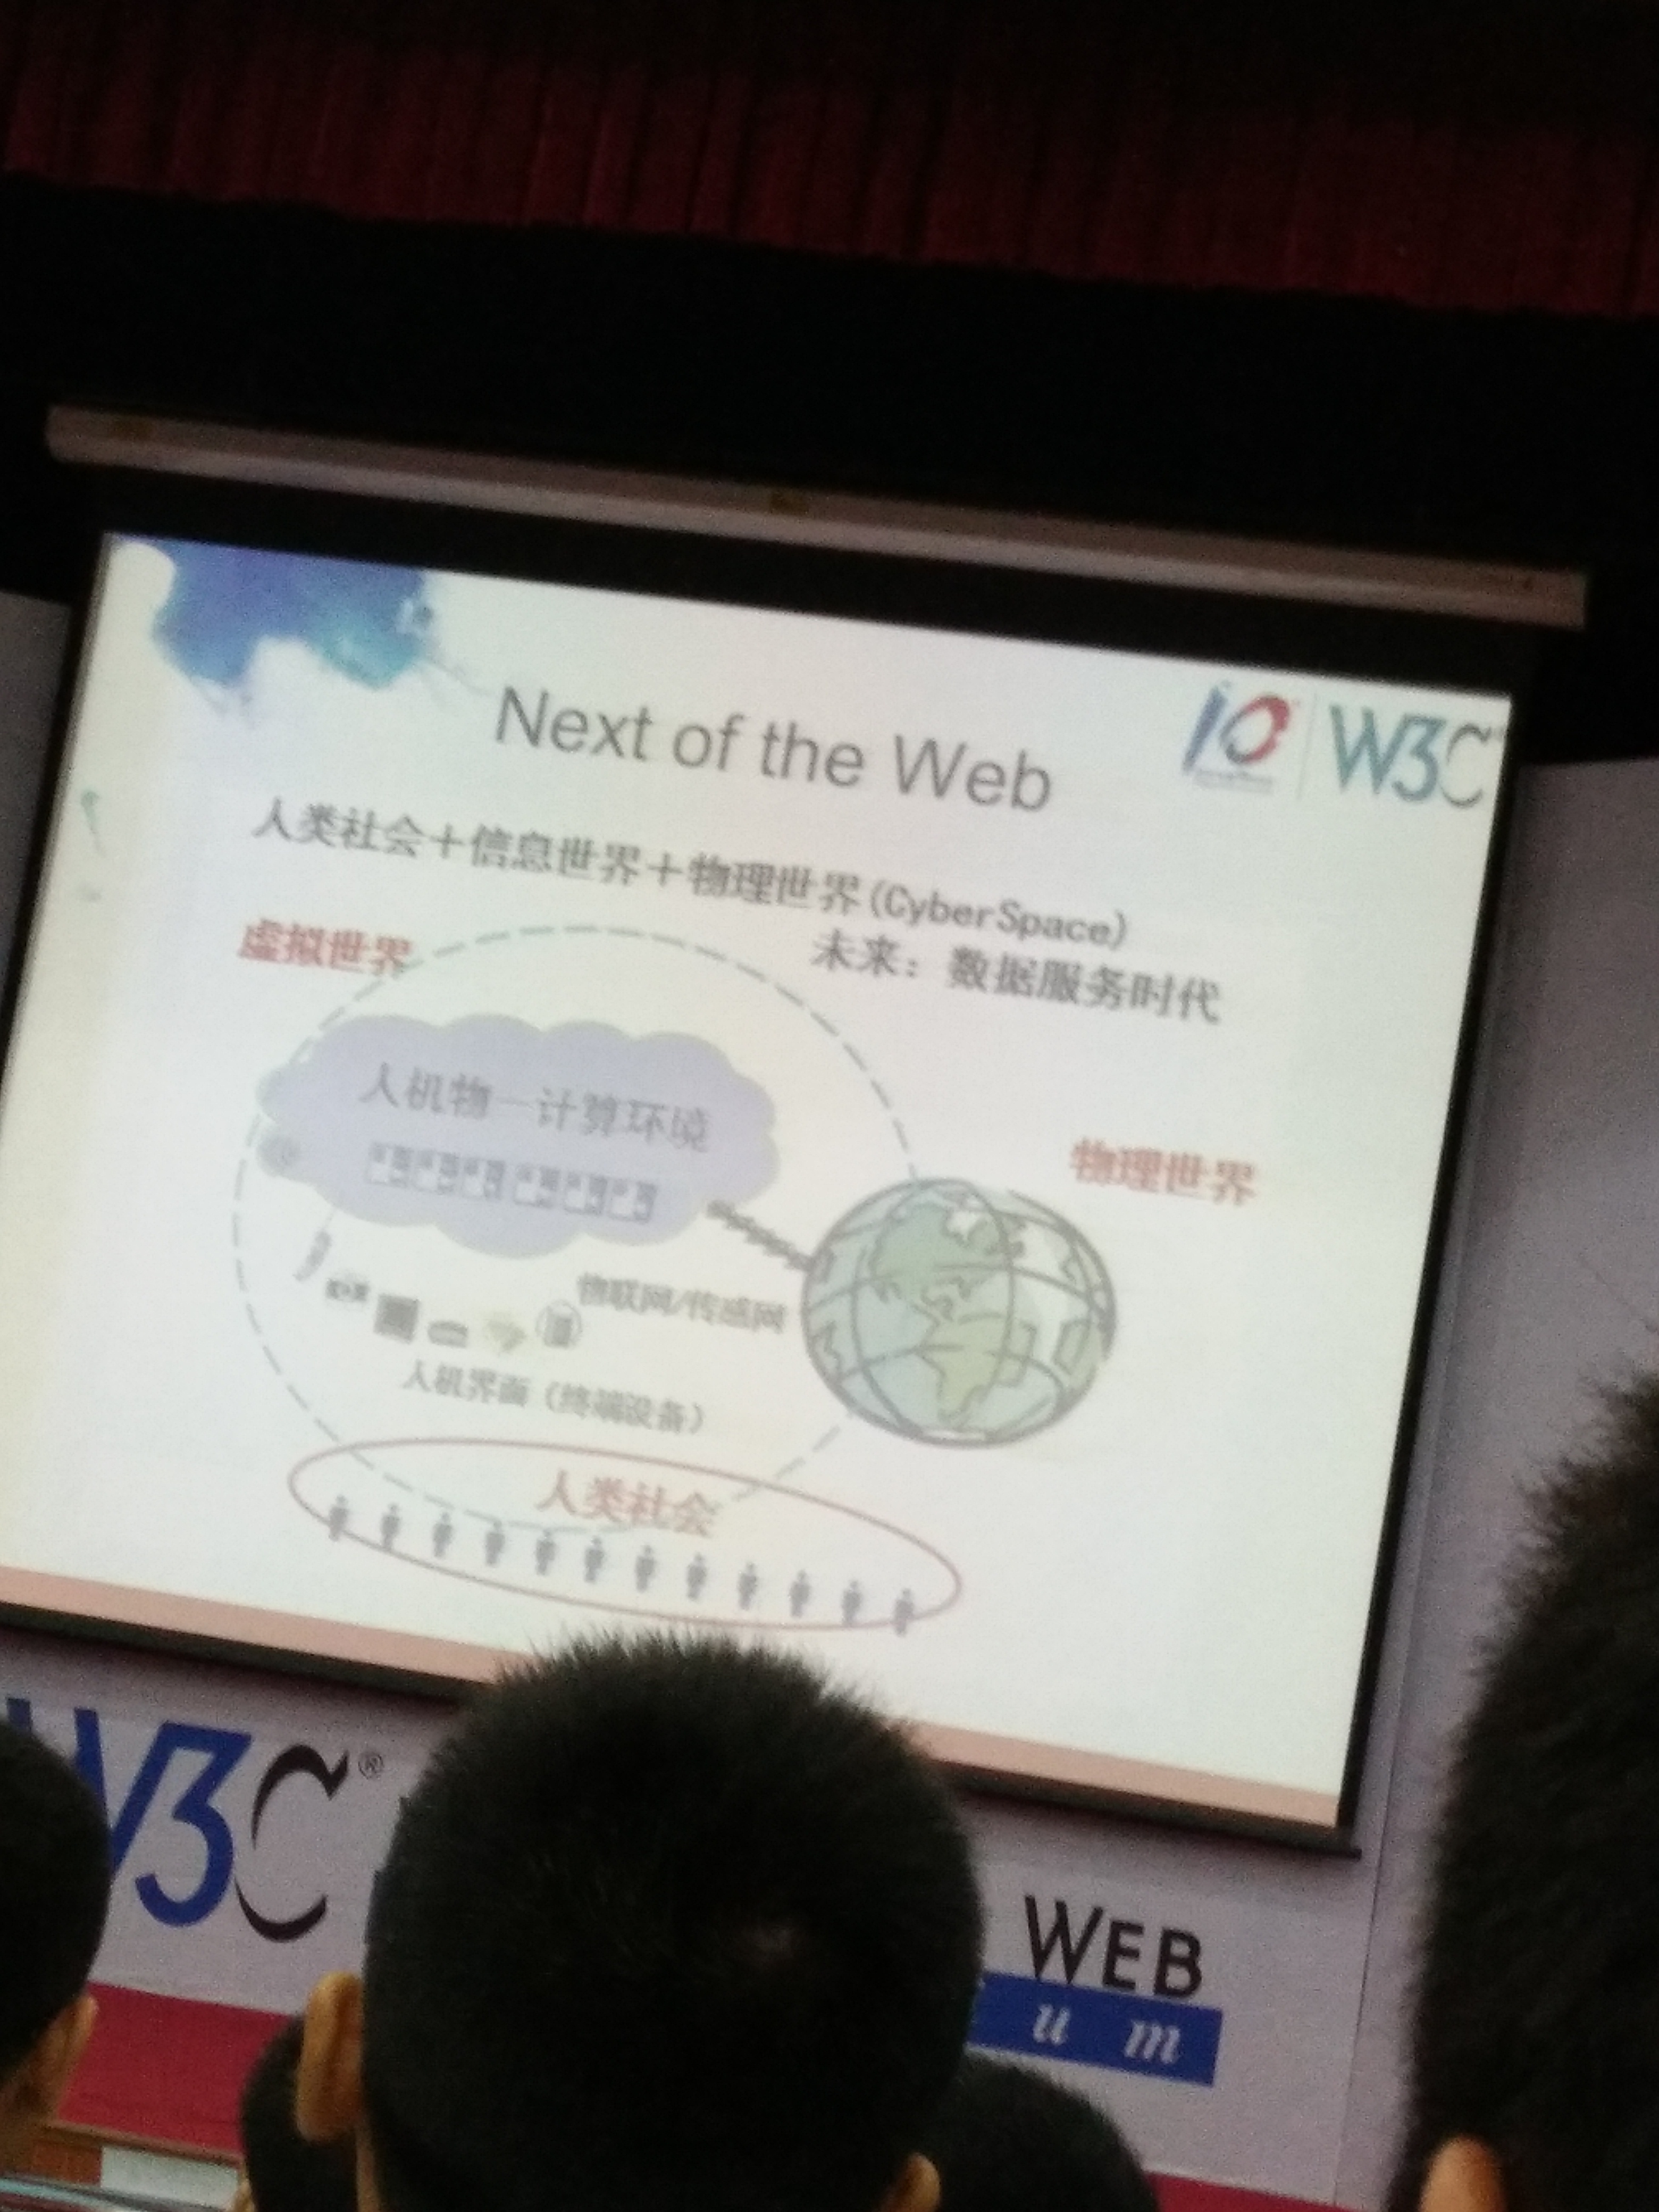 Next of the Web
10 W3C
人类社会＋信息世界＋物理世界(CyberSpace)
未来：数据服务时代
虚拟世界
人机物一计算环境
物理世界
物联网/传感网
人机界面（终端设备）
人类社会
W3C®
WEB
u m